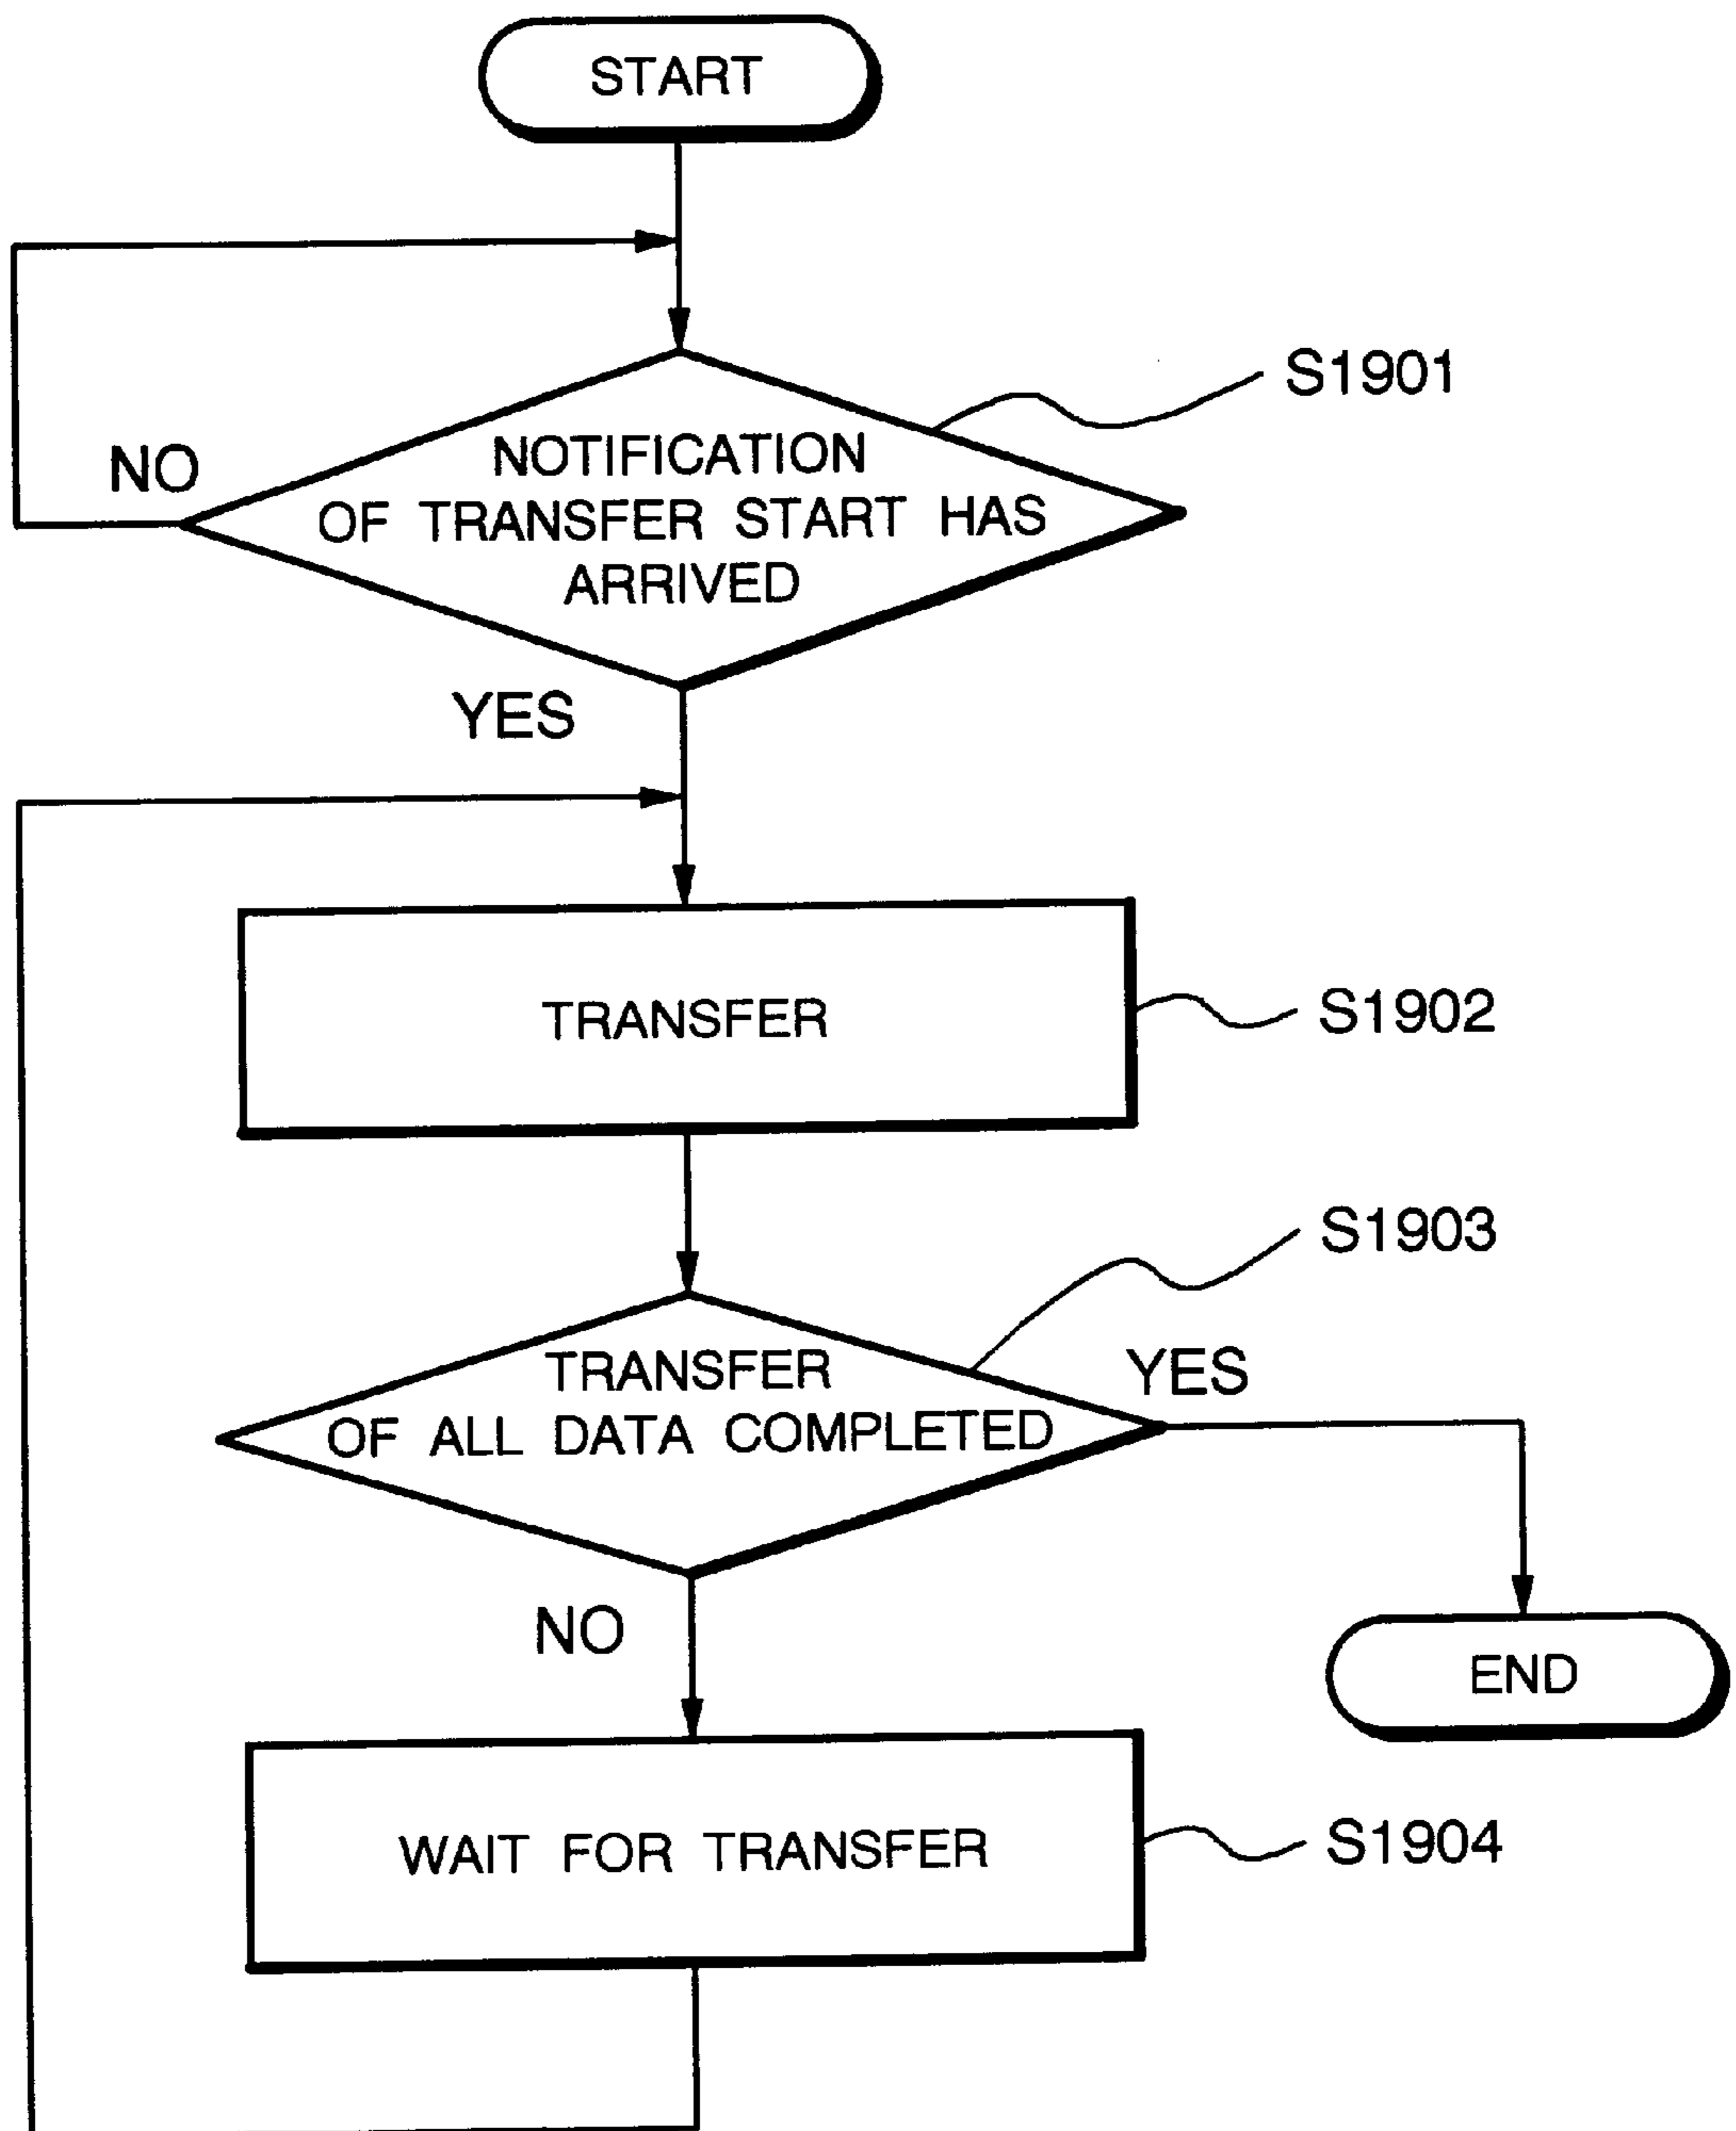 START
S1901
NO
NOTIFICATION
OF TRANSFER START HAS
ARRIVED
YES
TRANSFER
S1902
S1903
TRANSFER
YES
OF ALL DATA COMPLETED
NO
END
WAIT FOR TRANSFER
S1904